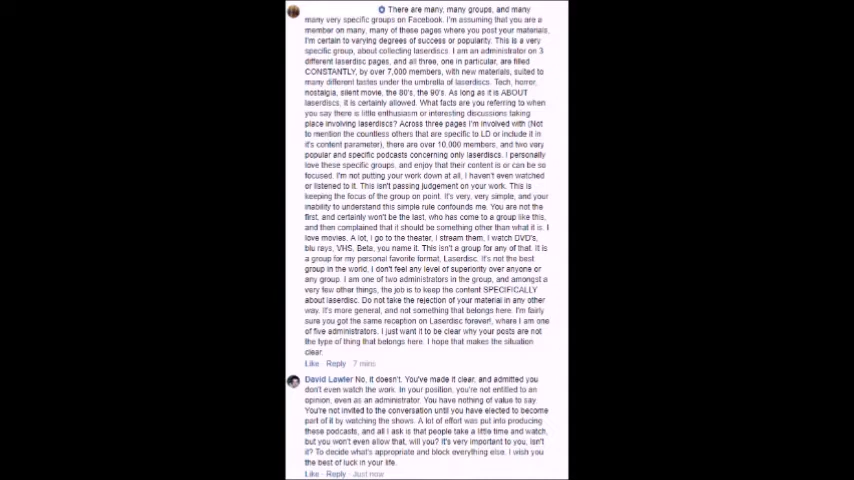 There are many, many groups, and many
many very specific groups on Facebook. I'm assuming that you are a
member on many, many of these pages where you post your materials,
I'm certain to varying degrees of success or popularity. This is a very
specific group, about collecting laserdiscs. I am an administrator on 3
different laserdisc pages, and all three, one in particular, are filled
CONSTANTLY, by over 7,000 members, with new materials, suited to
many different tastes under the umbrella of laserdiscs. Tech, horror,
nostalgia, silent movie, the 80's, the 90's. As long as it is ABOUT
laserdiscs, it is certainly allowed. What facts are you referring to when
you say there is little enthusiasm or interesting discussions taking
place involving laserdiscs? Across three pages I'm involved with (Not
to mention the countless others that are specific to LD or include it in
it's content parameter), there are over 10,000 members, and two very
popular and specific podcasts concerning only laserdiscs. I personally
love these specific groups, and enjoy that their content is or can be so
focused. I'm not putting your work down at all, I haven't even watched
or listened to it. This isn't passing judgement on your work. This is
keeping the focus of the group on point. It's very, very simple, and your
inability to understand this simple rule confounds me. You are not the
first, and certainly won't be the last, who has come to a group like this,
and then complained that it should be something other than what it is. I
love movies. A lot, I go to the theater, I stream them, I watch DVD's,
blu rays, VHS, Beta, you name it. This isn't a group for any of that. It is
a group for my personal favorite format, Laserdisc. It's not the best
group in the world, I don't feel any level of superiority over anyone or
any group. I am one of two administrators in the group, and amongst a
very few other things, the job is to keep the content SPECIFICALLY
about laserdisc. Do not take the rejection of your material in any other
way. It's more general, and not something that belongs here. I'm fairly
sure you got the same reception on Laserdisc forever!, where I am one
of five administrators. I just want it to be clear why your posts are not
the type of thing that belongs here. I hope that makes the situation
clear.
Like · Reply · 7 mins
David Lawler No, it doesn't. You've made it clear, and admitted you
don't even watch the work. In your position, you're not entitled to an
opinion, even as an administrator. You have nothing of value to say
You're not invited to the conversation until you have elected to become
part of it by watching the shows. A lot of effort was put into producing
these podcasts, and all I ask is that people take a little time and watch,
but you won't even allow that, will you? It's very important to you, isn't
it? To decide what's appropriate and block everything else. I wish you
the best of luck in your life.
Like · Reply · Just now